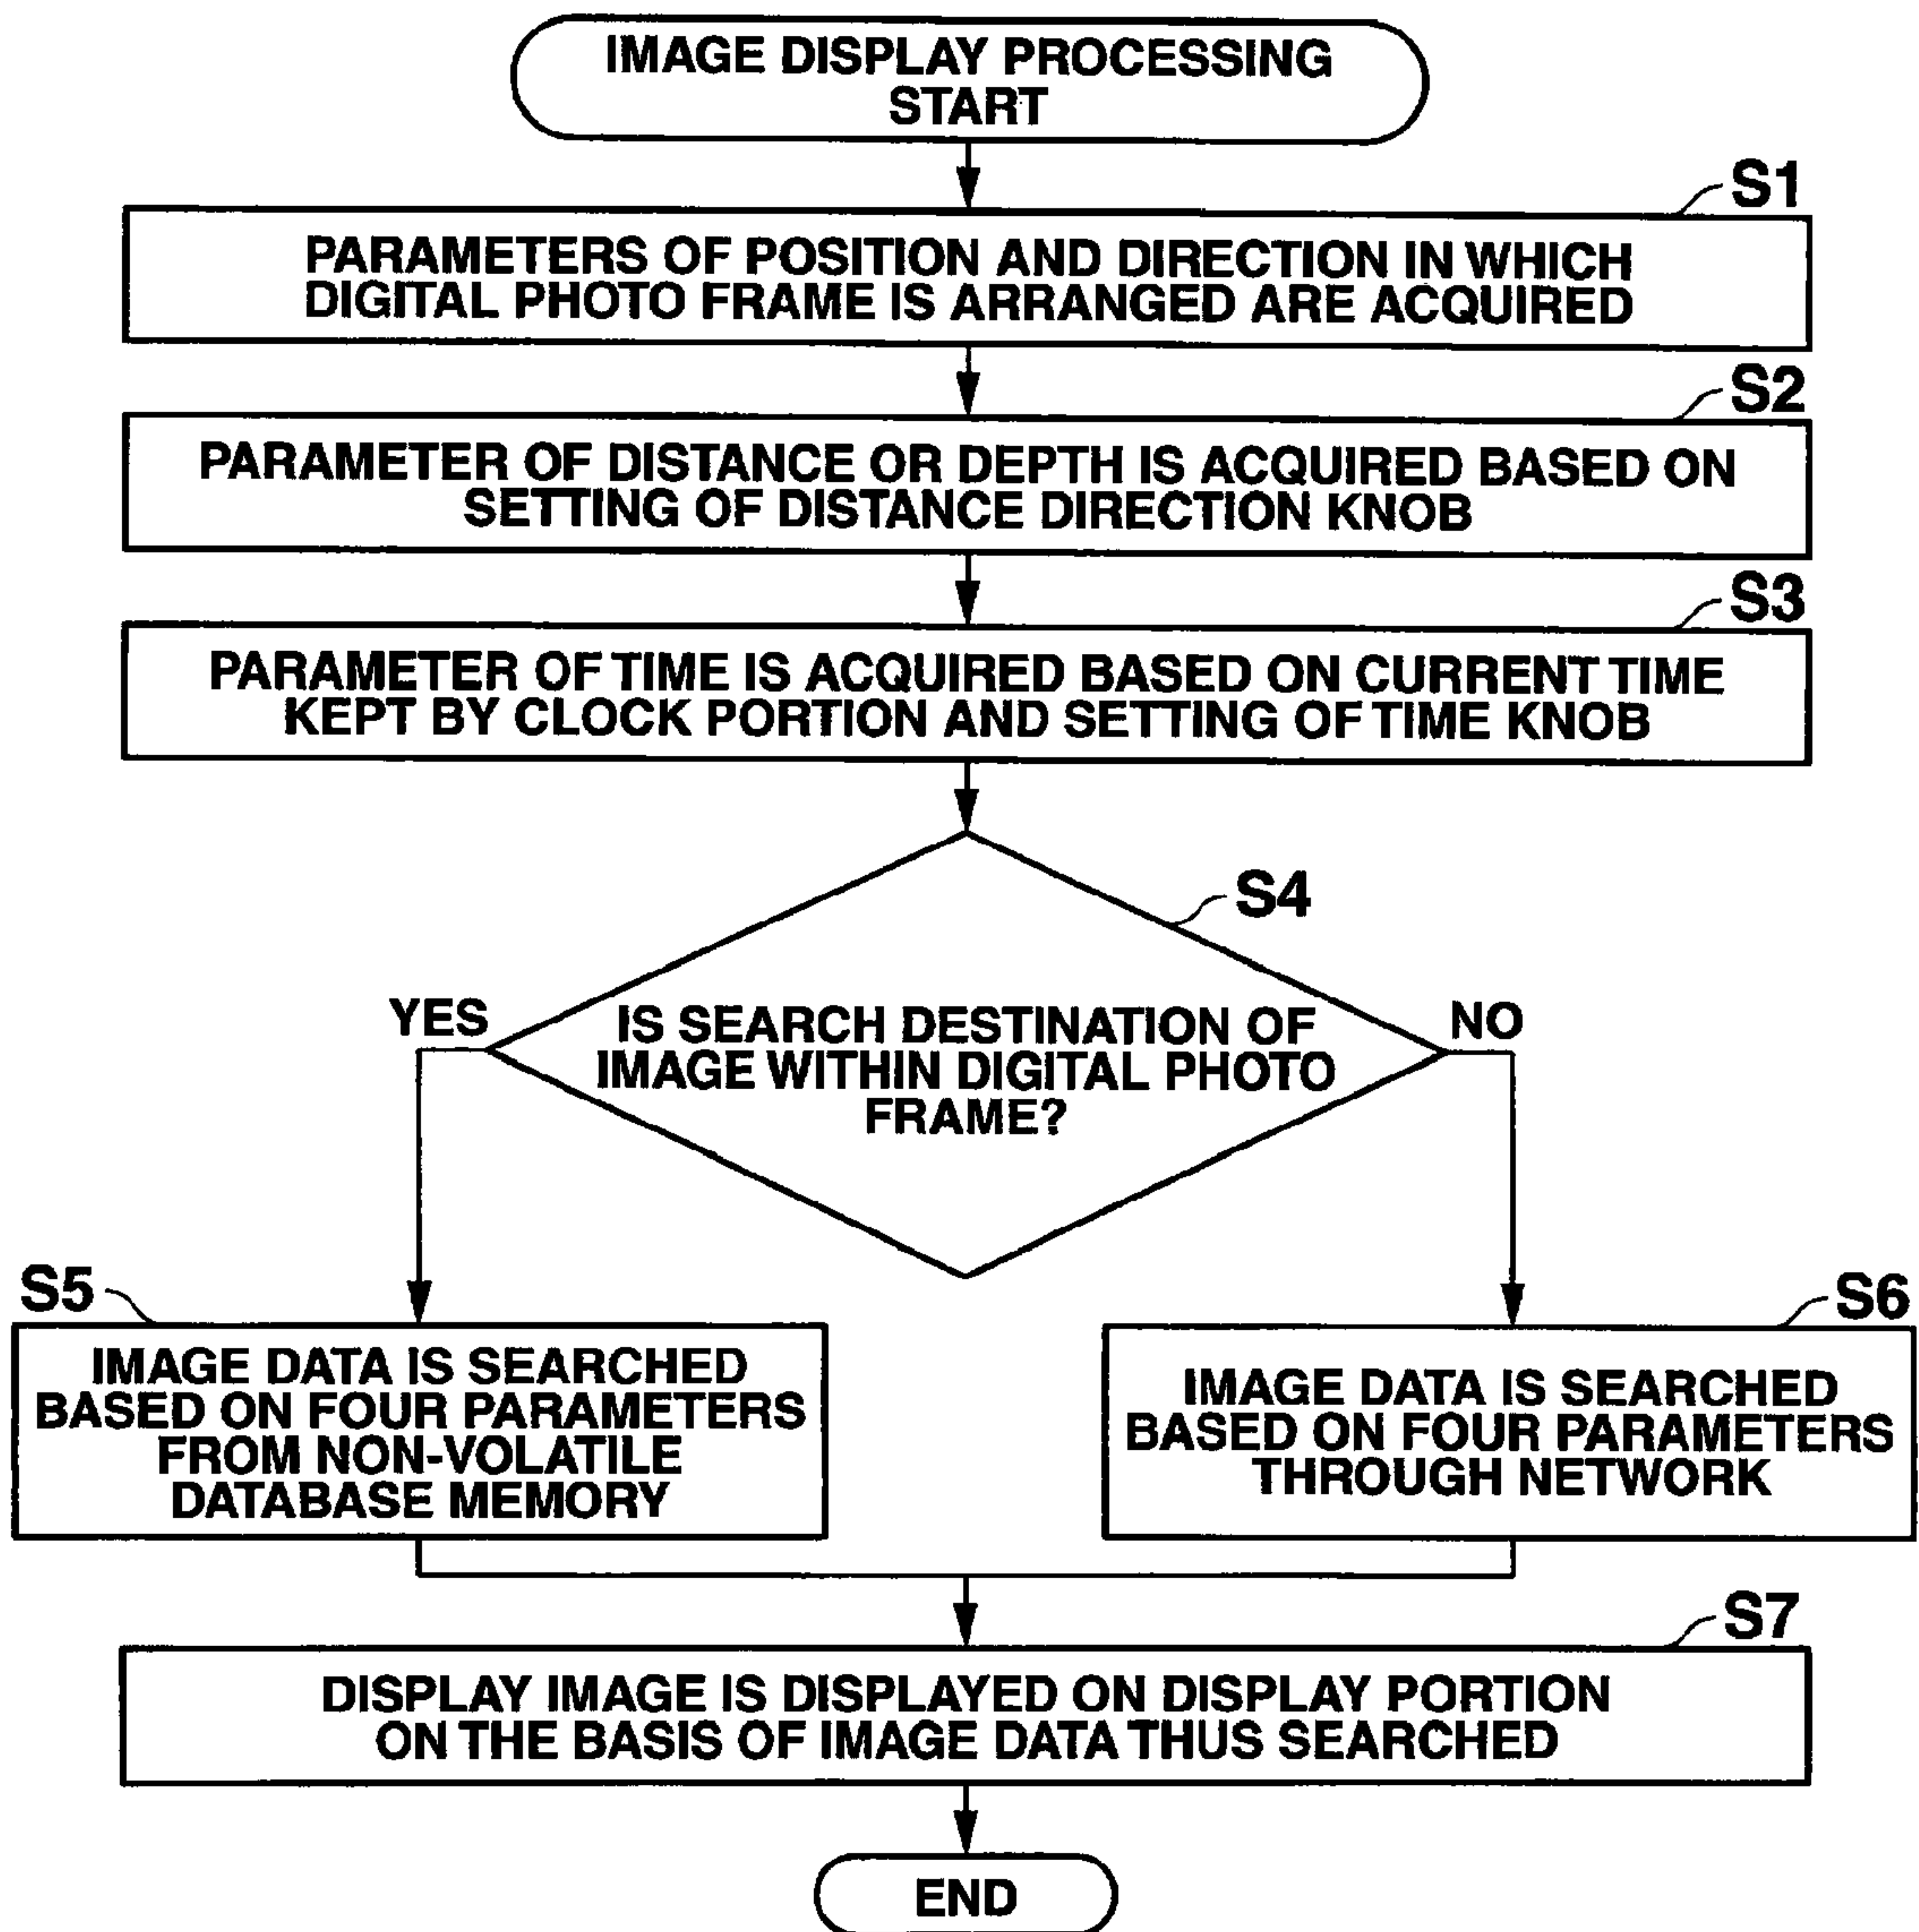 IMAGE DISPLAY PROCESSING
START
S1
PARAMETERS OF POSITION AND DIRECTION IN WHICH
DIGITAL PHOTO FRAME IS ARRANGED ARE ACQUIRED
S2
PARAMETER OF DISTANCE OR DEPTH IS ACQUIRED BASED ON
SETTING OF DISTANCE DIRECTION KNOB
S3
PARAMETER OF TIME IS ACQUIRED BASED ON CURRENT TIME
KEPT BY CLOCK PORTION AND SETTING OF TIME KNOB
S4
YES
NO
IS SEARCH DESTINATION OF
IMAGE WITHIN DIGITAL PHOTO
FRAME?
S5
IMAGE DATA IS SEARCHED
BASED ON FOUR PARAMETERS
FROM NON-VOLATILE
DATABASE MEMORY
S6
IMAGE DATA IS SEARCHED
BASED ON FOUR PARAMETERS
THROUGH NETWORK
S7
DISPLAY IMAGE IS DISPLAYED ON DISPLAY PORTION
ON THE BASIS OF IMAGE DATA THUS SEARCHED
END